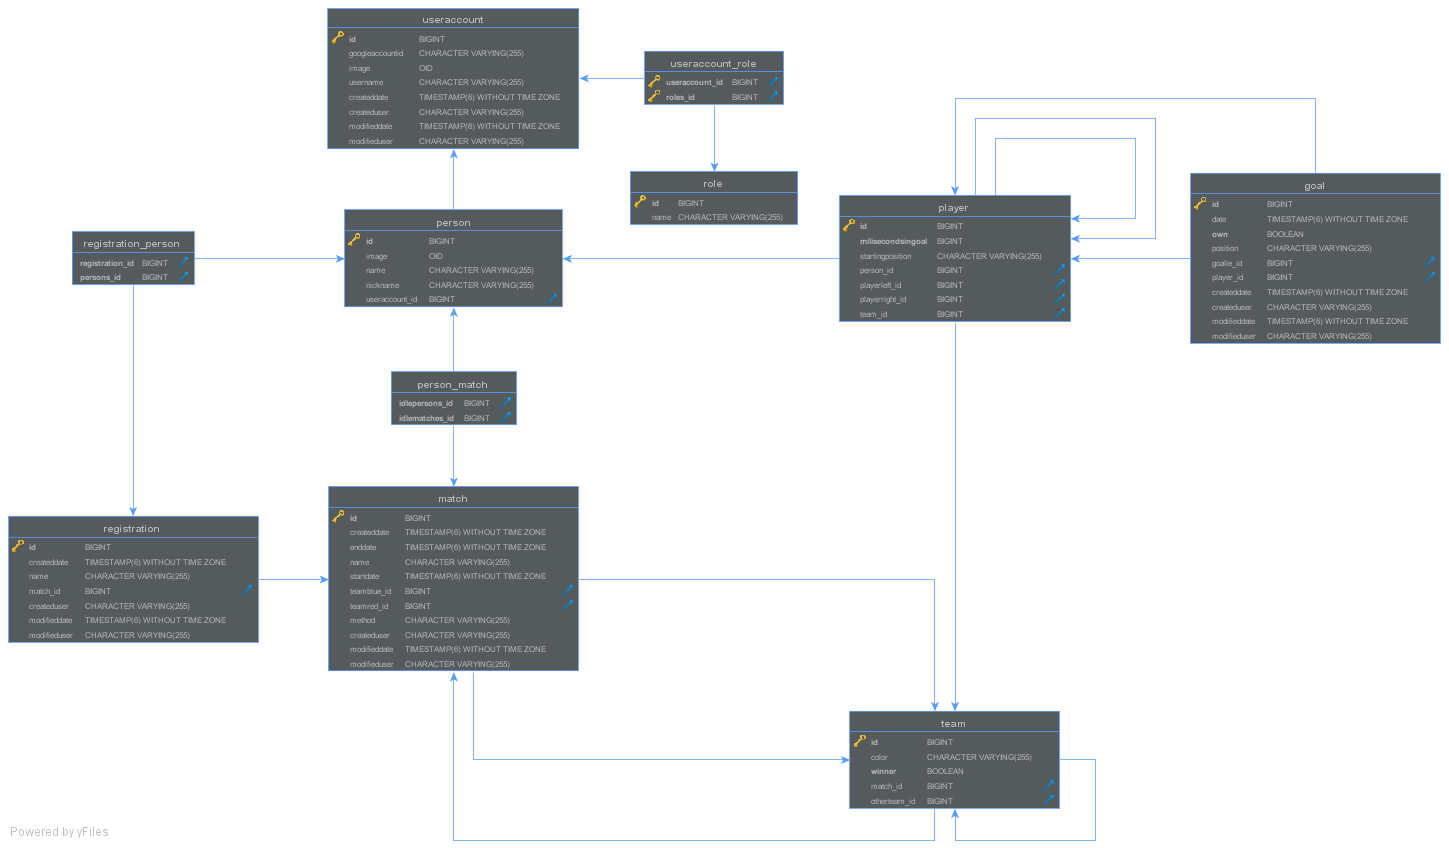 useraccount
id BIGINT
googleaccountid CHARACTER VARYING(255)
image OID
username CHARACTER VARYING(255)
createddate TIMESTAMP(6) WITHOUT TIME ZONE
createduser CHARACTER VARYING(255)
modifieddate TIMESTAMP(6) WITHOUT TIME ZONE
modifieduser CHARACTER VARYING(255)
useraccount_role
useraccount_id BIGINT
roles_id BIGINT
role
id BIGINT
name CHARACTER VARYING(255)
goal
id BIGINT
date TIMESTAMP(6) WITHOUT TIME ZONE
own BOOLEAN
position CHARACTER VARYING(255)
goalie_id BIGINT
player_id BIGINT
createddate TIMESTAMP(6) WITHOUT TIME ZONE
createduser CHARACTER VARYING(255)
modifieddate TIMESTAMP(6) WITHOUT TIME ZONE
modifieduser CHARACTER VARYING(255)
player
id BIGINT
milisecondsingoal BIGINT
startingposition CHARACTER VARYING(255)
person_id BIGINT
playerleft_id BIGINT
playerright_id BIGINT
team_id BIGINT
person
id BIGINT
image OID
name CHARACTER VARYING(255)
nickname CHARACTER VARYING(255)
useraccount_id BIGINT
registration_person
registration_id BIGINT
persons_id BIGINT
person_match
idlepersons_id BIGINT
idlematches_id BIGINT
match
id BIGINT
createddate TIMESTAMP(6) WITHOUT TIME ZONE
enddate TIMESTAMP(6) WITHOUT TIME ZONE
name CHARACTER VARYING(255)
startdate TIMESTAMP(6) WITHOUT TIME ZONE
teamblue_id BIGINT
teamred_id BIGINT
method CHARACTER VARYING(255)
createduser CHARACTER VARYING(255)
modifieddate TIMESTAMP(6) WITHOUT TIME ZONE
modifieduser CHARACTER VARYING(255)
registration
id BIGINT
createddate TIMESTAMP(6) WITHOUT TIME ZONE
name CHARACTER VARYING(255)
match_id BIGINT
createduser CHARACTER VARYING(255)
modifieddate TIMESTAMP(6) WITHOUT TIME ZONE
modifieduser CHARACTER VARYING(255)
team
id BIGINT
color CHARACTER VARYING(255)
winner BOOLEAN
match_id BIGINT
otherteam_id BIGINT
Powered by yFiles